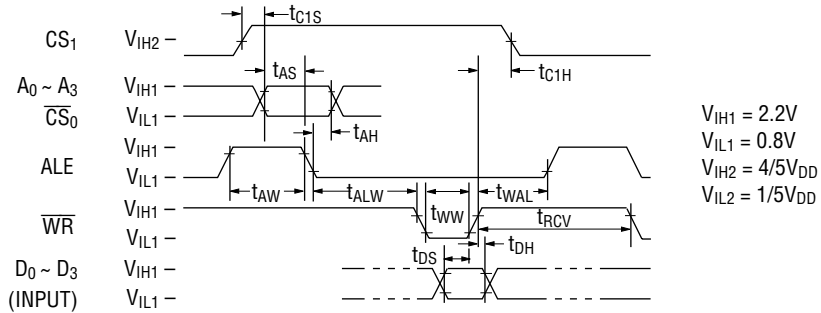 CS1 VIH2 – tC1S
tC1H
A0 ~ A3 VIH1 – tAS
CS0 VIL1 – tAH
ALE VIH1 –
VIL1 –
tAW tALW tWW tWAL
WR VIH1 – tRCV
VIL1 –
tDS tDH
D0 ~ D3 VIH1 –
(INPUT) VIL1 –
VIH1 = 2.2V
VIL1 = 0.8V
VIH2 = 4/5VDD
VIL2 = 1/5VDD